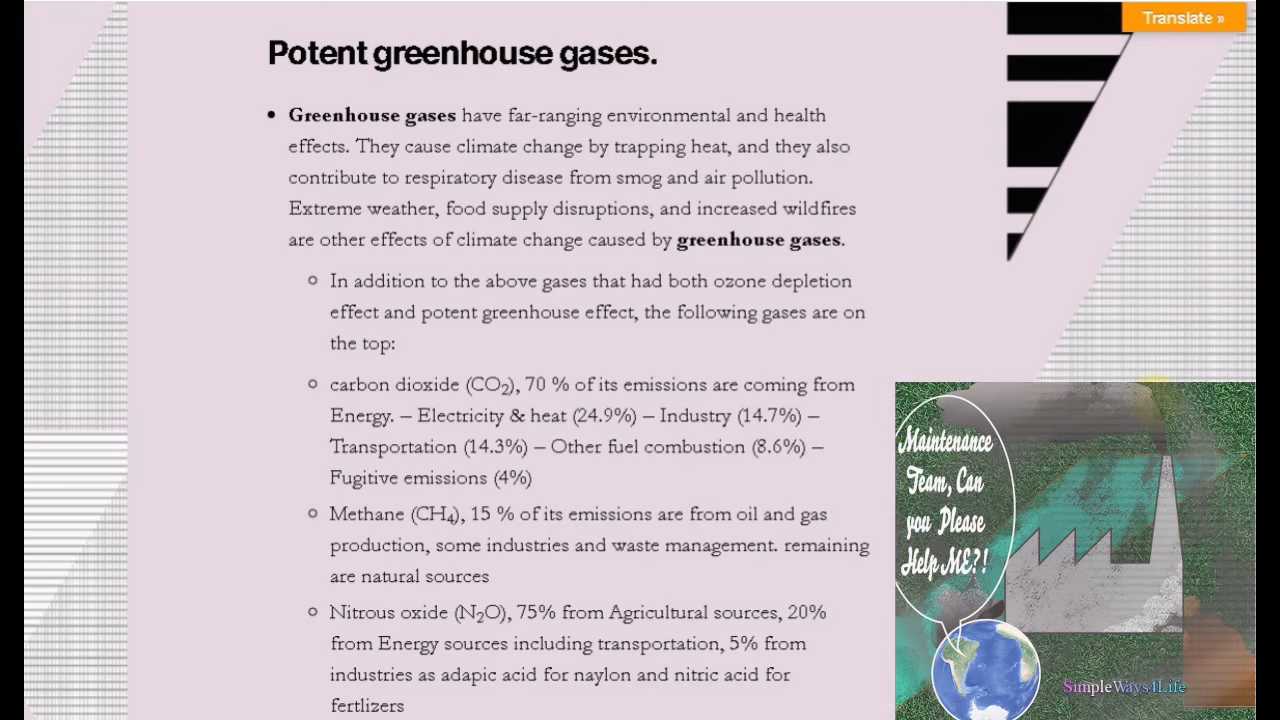 Translate »
Potent greenhouse gases.
• Greenhouse gases have far-ranging environmental and health
effects. They cause climate change by trapping heat, and they also
contribute to respiratory disease from smog and air pollution.
Extreme weather, food supply disruptions, and increased wildfires
are other effects of climate change caused by greenhouse gases.
○ In addition to the above gases that had both ozone depletion
effect and potent greenhouse effect, the following gases are on
the top:
○ carbon dioxide (CO₂), 70 % of its emissions are coming from
Energy. – Electricity & heat (24.9%) – Industry (14.7%) –
Transportation (14.3%) – Other fuel combustion (8.6%) –
Fugitive emissions (4%)
○ Methane (CH₄), 15 % of its emissions are from oil and gas
production, some industries and waste management. remaining
are natural sources
○ Nitrous oxide (N₂O), 75% from Agricultural sources, 20%
from Energy sources including transportation, 5% from
industries as adapic acid for naylon and nitric acid for
fertlizers
Maintenance
Team, Can
you Please
Help ME?!
SimpleWays4Life